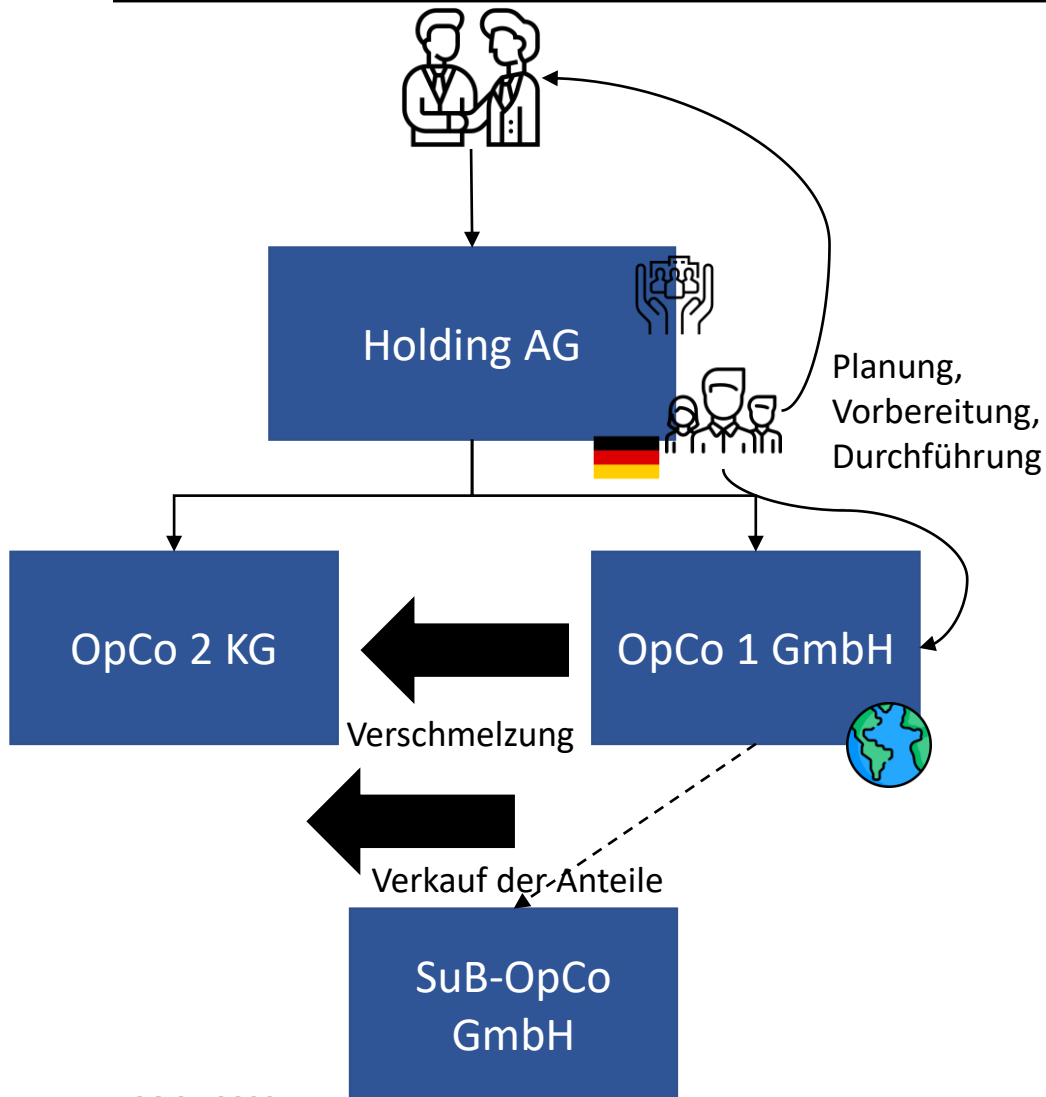 Holding AG
Planung,
Vorbereitung,
Durchführung
OpCo 2 KG
OpCo 1 GmbH
Verschmelzung
Verkauf der Anteile
SuB-OpCo
GmbH